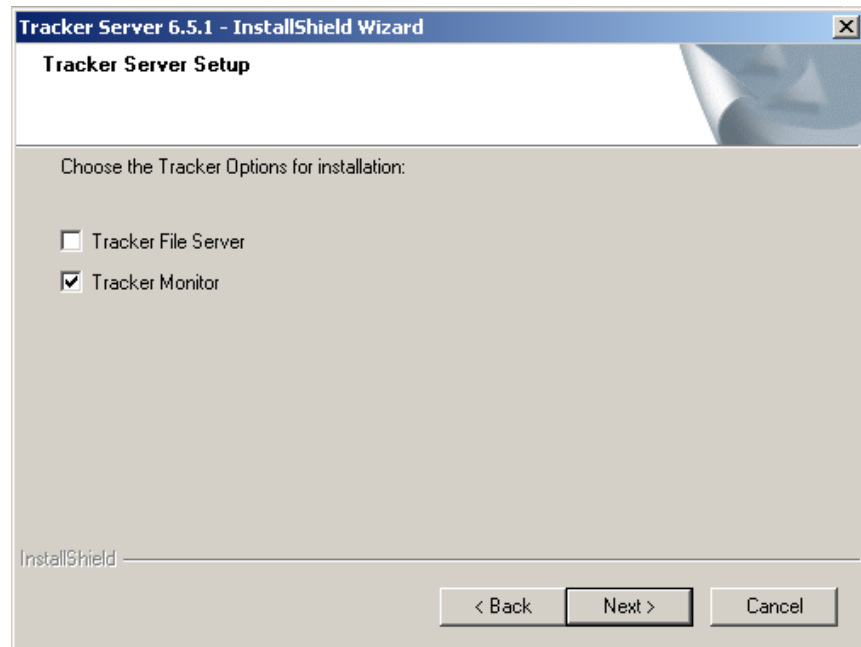 Tracker Server 6.5.1 - InstallShield Wizard
Tracker Server Setup
Choose the Tracker Options for installation:
Tracker File Server
Tracker Monitor
InstallShield
< Back Next > Cancel